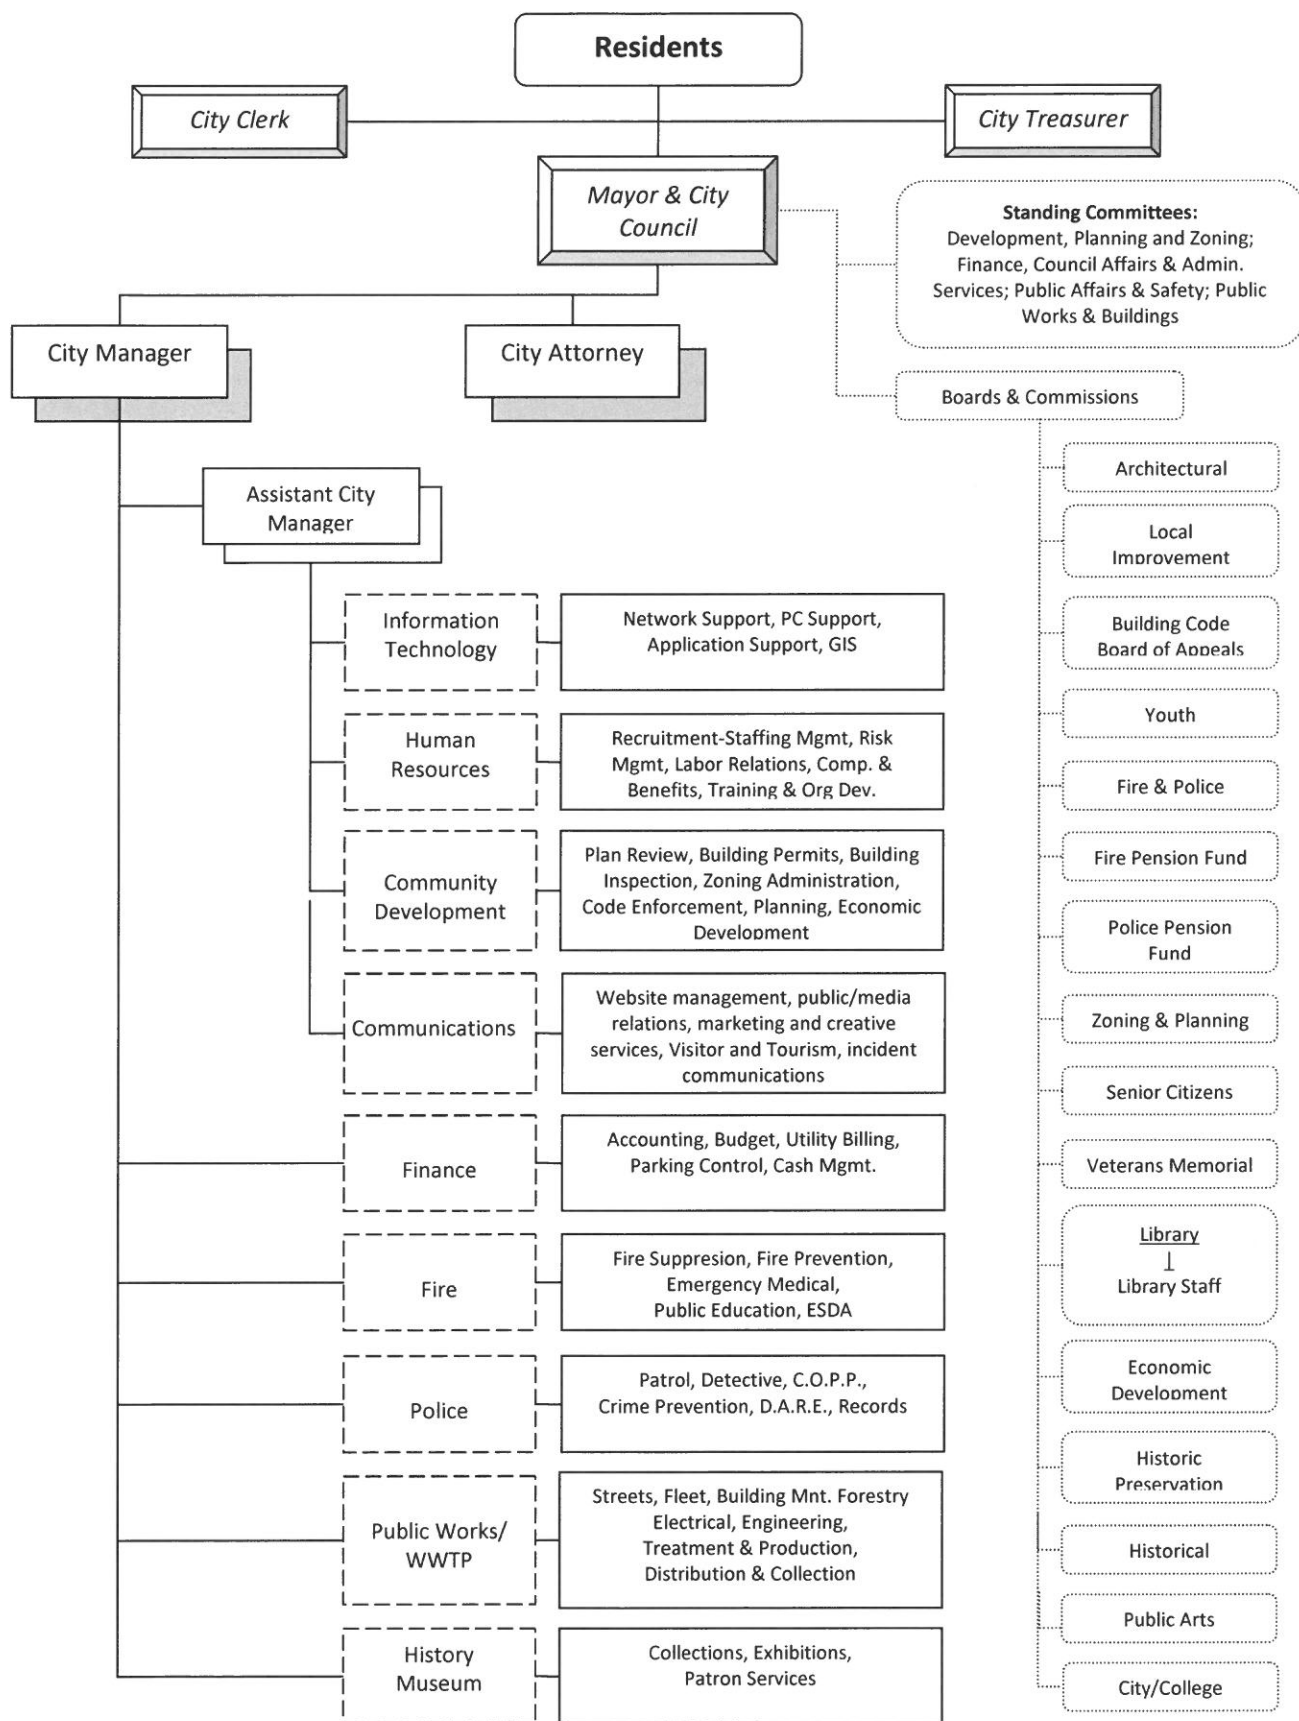 Residents
City Clerk
City Treasurer
Mayor & City
Council
Standing Committees:
Development, Planning and Zoning;
Finance, Council Affairs & Admin.
Services; Public Affairs & Safety; Public
Works & Buildings
City Manager
City Attorney
Boards & Commissions
Assistant City
Manager
Information
Technology
Network Support, PC Support,
Application Support, GIS
Human
Resources
Recruitment-Staffing Mgmt, Risk
Mgmt, Labor Relations, Comp. &
Benefits, Training & Org Dev.
Community
Development
Plan Review, Building Permits, Building
Inspection, Zoning Administration,
Code Enforcement, Planning, Economic
Development
Communications
Website management, public/media
relations, marketing and creative
services, Visitor and Tourism, incident
communications
Finance
Accounting, Budget, Utility Billing,
Parking Control, Cash Mgmt.
Fire
Fire Suppresion, Fire Prevention,
Emergency Medical,
Public Education, ESDA
Police
Patrol, Detective, C.O.P.P.,
Crime Prevention, D.A.R.E., Records
Public Works/
WWTP
Streets, Fleet, Building Mnt. Forestry
Electrical, Engineering,
Treatment & Production,
Distribution & Collection
History
Museum
Collections, Exhibitions,
Patron Services
Architectural
Local
Improvement
Building Code
Board of Appeals
Youth
Fire & Police
Fire Pension Fund
Police Pension
Fund
Zoning & Planning
Senior Citizens
Veterans Memorial
Library
Library Staff
Economic
Development
Historic
Preservation
Historical
Public Arts
City/College